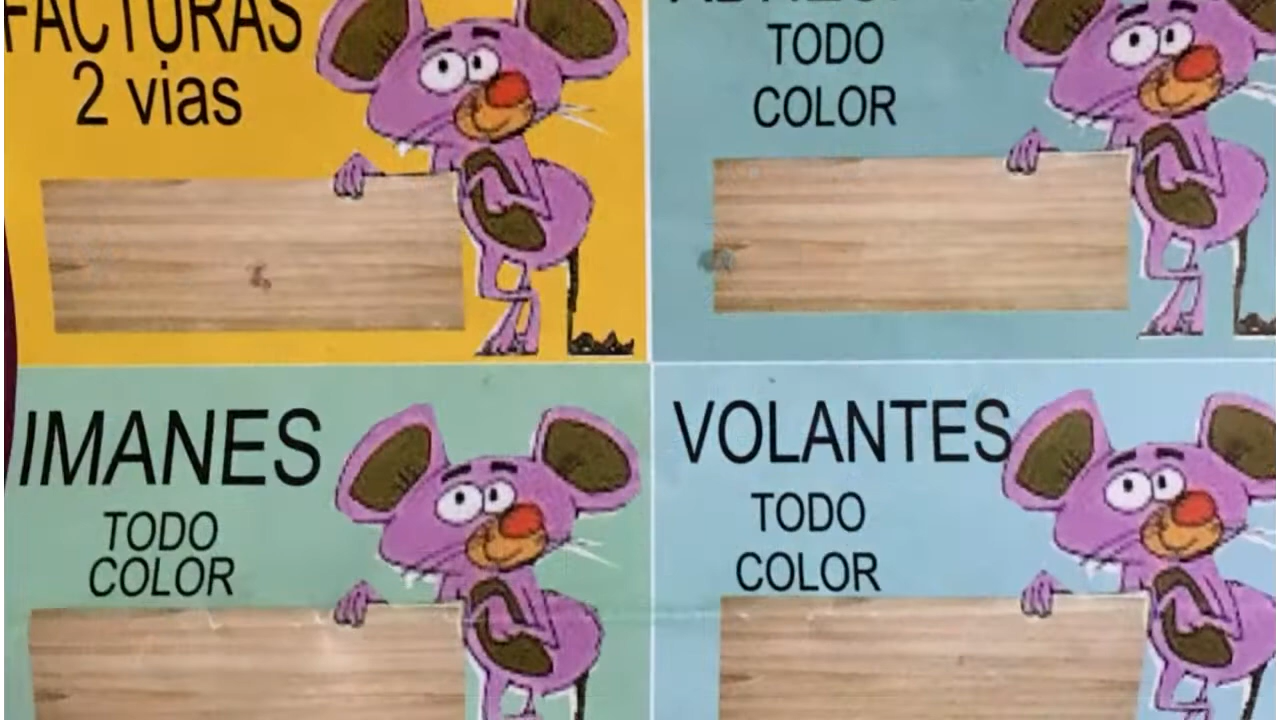 FACTURAS
2 vias
TODO
COLOR
IMANES
TODO
COLOR
VOLANTES
TODO
COLOR